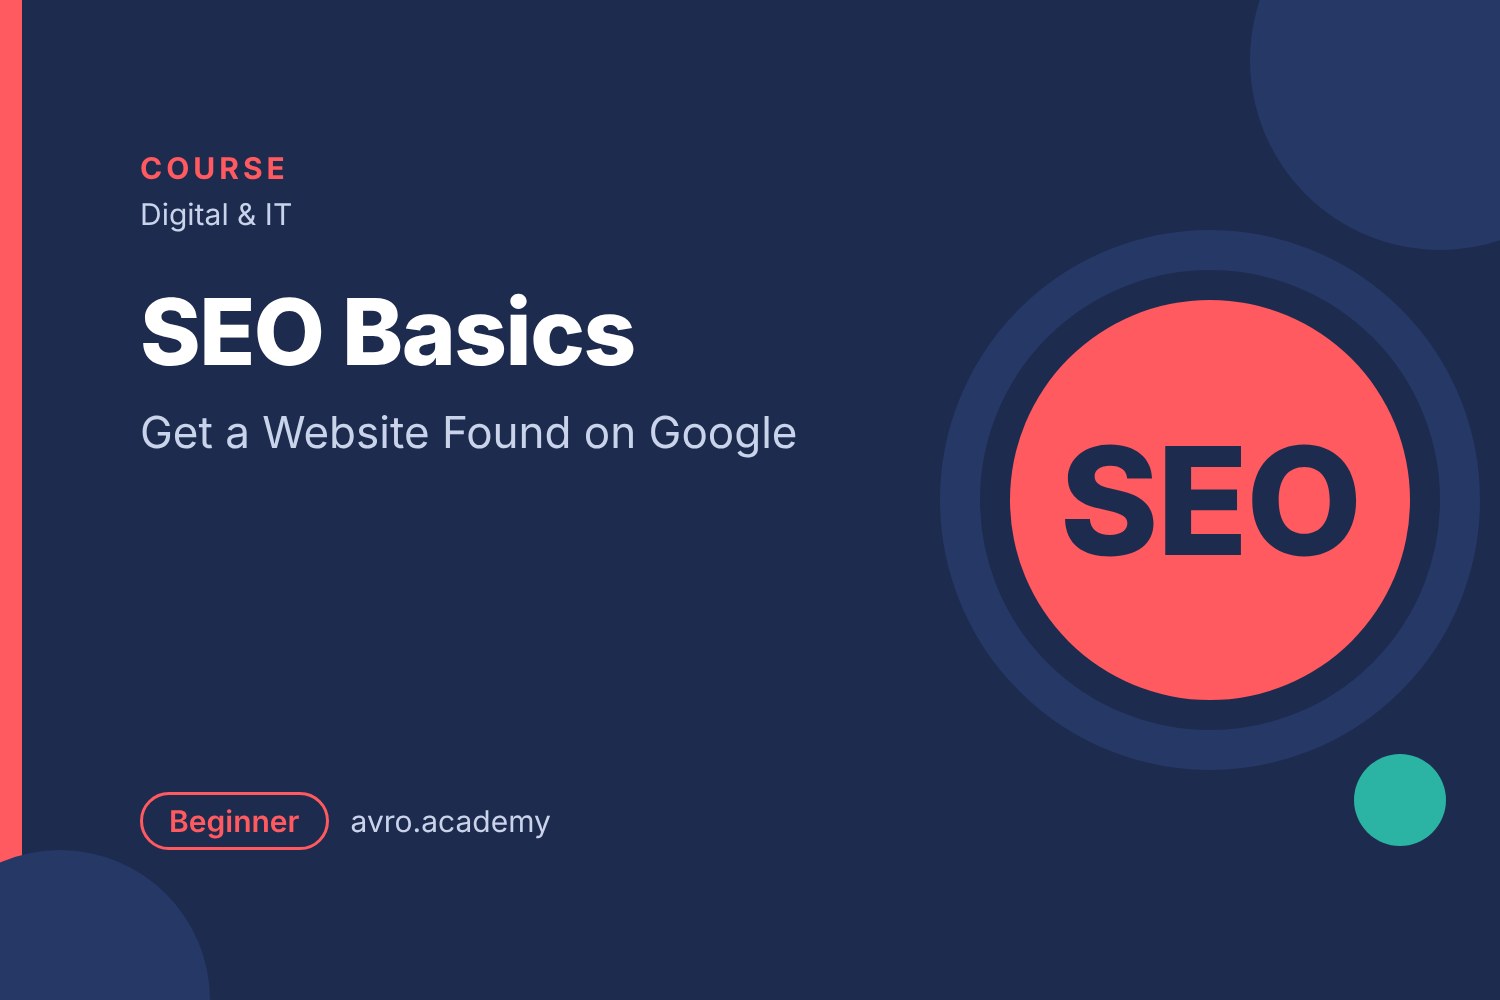 COURSE
Digital & IT
SEO Basics
Get a Website Found on Google
SEO
Beginner
avro.academy